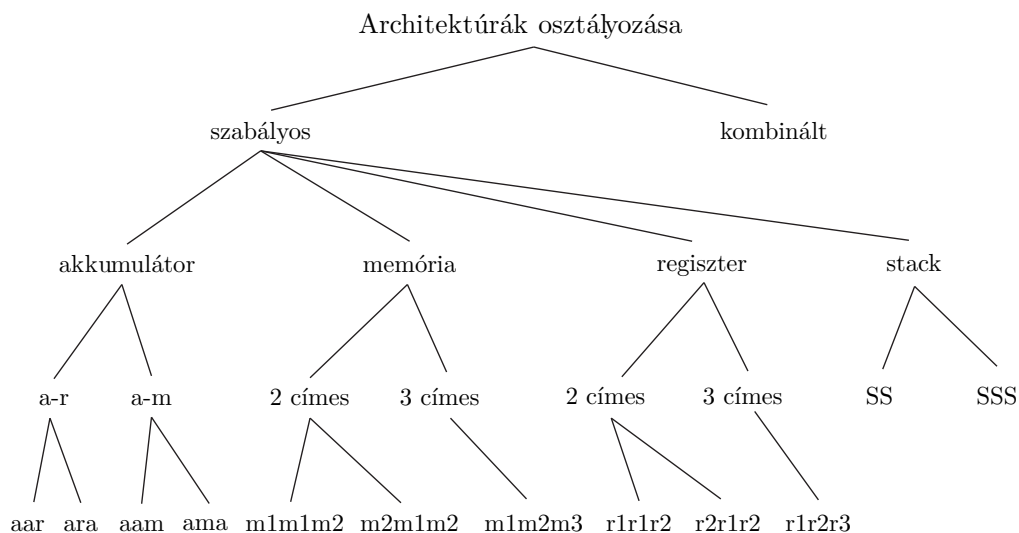 Architektúrák osztályozása
szabályos kombinált
akkumulátor memória regiszter stack
a-r a-m 2 címes 3 címes 2 címes 3 címes SS SSS
aar ara aam ama m1m1m2 m2m1m2 m1m2m3 r1r1r2 r2r1r2 r1r2r3